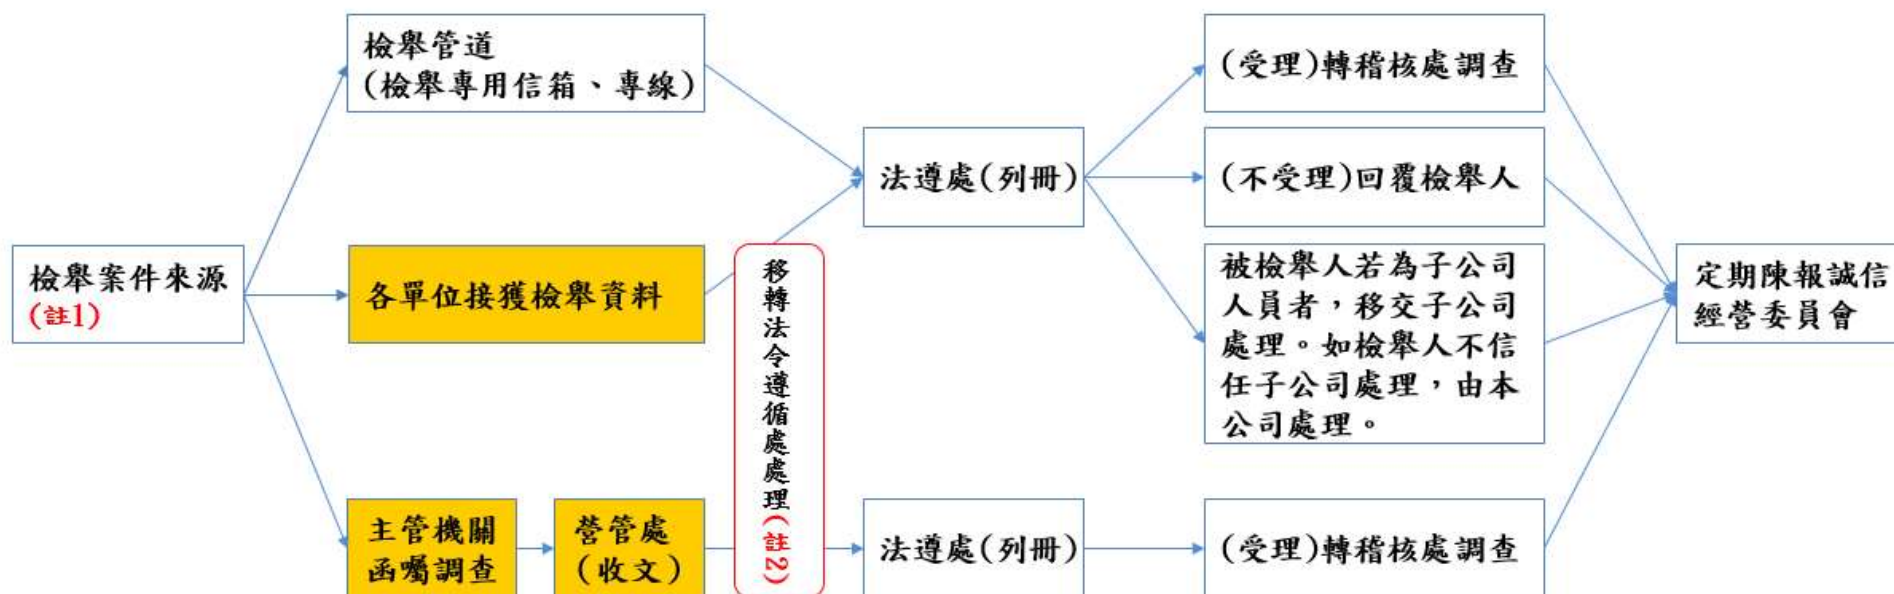 檢舉案件來源
(註1)
檢舉管道
(檢舉專用信箱、專線)
各單位接獲檢舉資料
主管機關
函囑調查
營管處
(收文)
移轉法令遵循處處理(註2)
法遵處(列冊)
法遵處(列冊)
(受理)轉稽核處調查
(不受理)回覆檢舉人
被檢舉人若為子公司
人員者，移交子公司
處理。如檢舉人不信
任子公司處理，由本
公司處理。
(受理)轉稽核處調查
定期陳報誠信
經營委員會